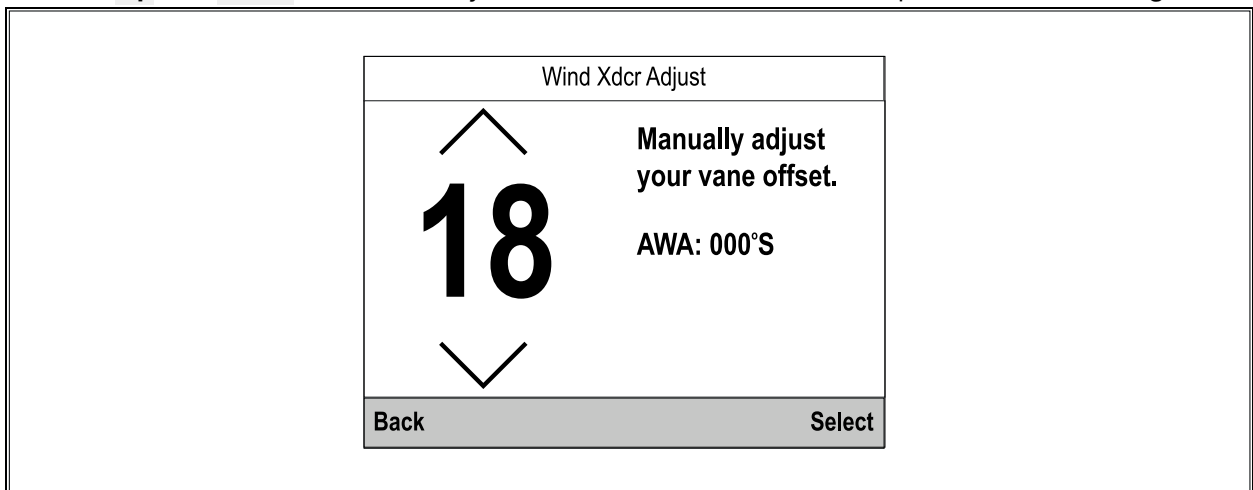 Wind Xdcr Adjust
18
Manually adjust
your vane offset.
AWA: 000°S
Back
Select